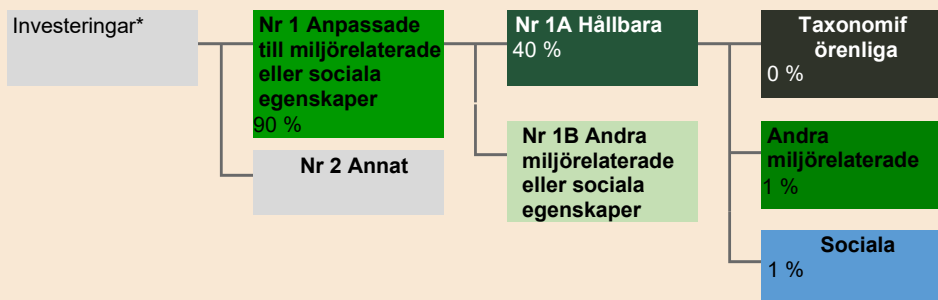 Investeringar*
Nr 1 Anpassade
till miljörelaterade
eller sociala
egenskaper
90 %
Nr 2 Annat
Nr 1A Hållbara
40 %
Nr 1B Andra
miljörelaterade
eller sociala
egenskaper
Taxonomif
örenliga
0 %
Andra
miljörelaterade
1 %
Sociala
1 %